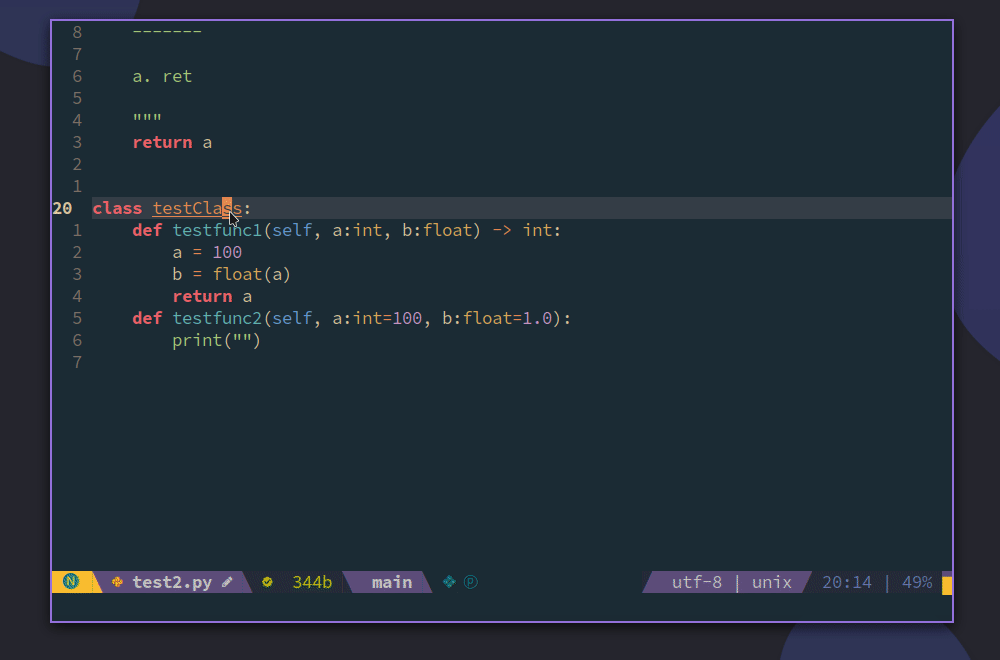 8 -------
7
6 a. ret
5
4 """
3 return a
2
1
20 class testClass:
1 def testfunc1(self, a:int, b:float) -> int:
2 a = 100
3 b = float(a)
4 return a
5 def testfunc2(self, a:int=100, b:float=1.0):
6 print("")
7
N test2.py 344b main p utf-8 | unix 20:14 | 49%